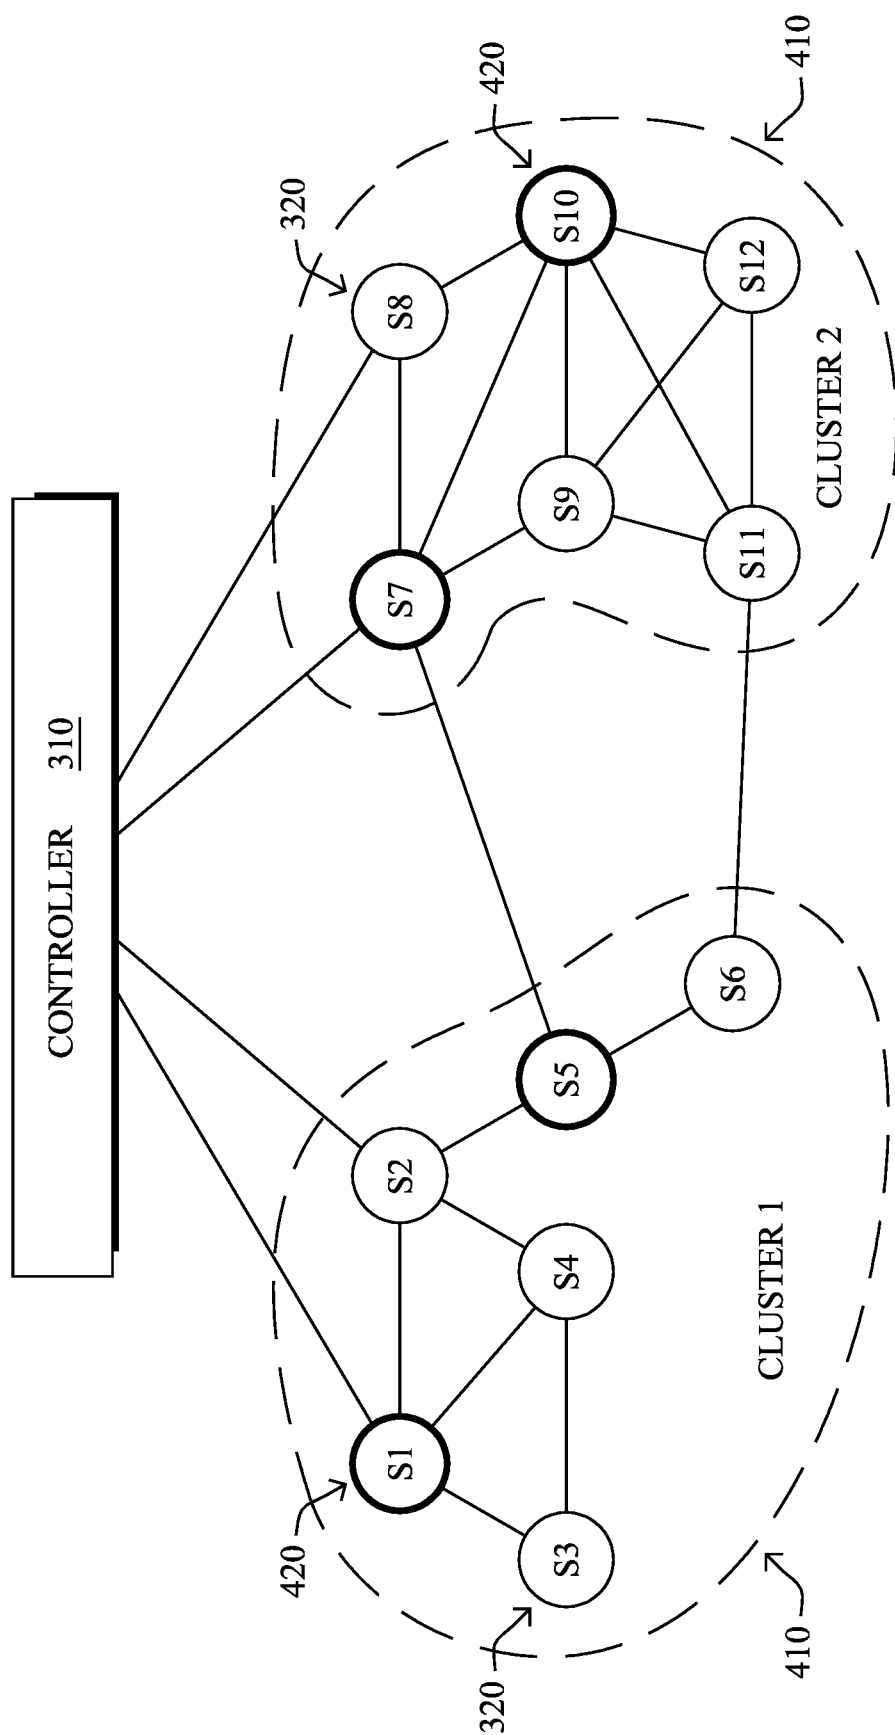 CONTROLLER 310
420
320
S1
S2
S3
S4
S5
S6
CLUSTER 1
410
320
420
S7
S8
S9
S10
S11
S12
CLUSTER 2
410